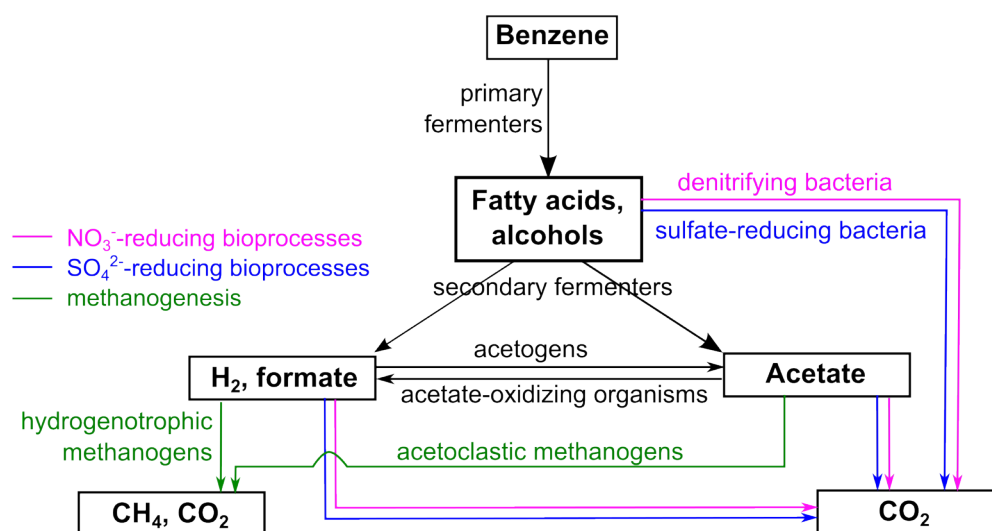 Benzene
primary
fermenters
Fatty acids,
alcohols
denitrifying bacteria
sulfate-reducing bacteria
NO₃⁻-reducing bioprocesses
SO₄²⁻-reducing bioprocesses
methanogenesis
secondary fermenters
H₂, formate
acetogens
acetate-oxidizing organisms
Acetate
hydrogenotrophic
methanogens
acetoclastic methanogens
CH₄, CO₂
CO₂